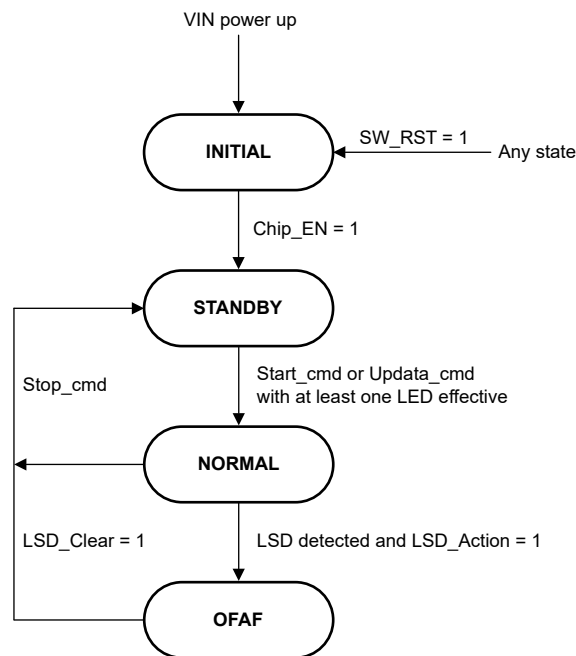 VIN power up
INITIAL
SW_RST = 1
Any state
Chip_EN = 1
STANDBY
Start_cmd or Updata_cmd
with at least one LED effective
Stop_cmd
NORMAL
LSD_Clear = 1
LSD detected and LSD_Action = 1
OFAF